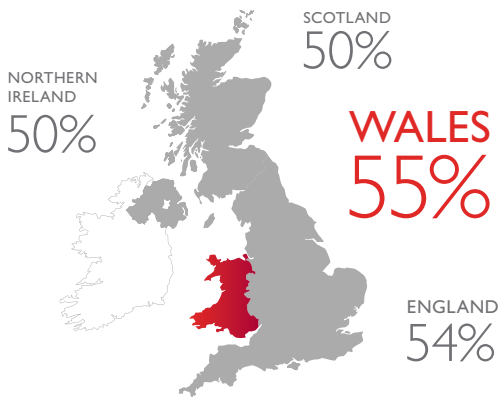 SCOTLAND
50%
NORTHERN
IRELAND
50%
WALES
55%
ENGLAND
54%